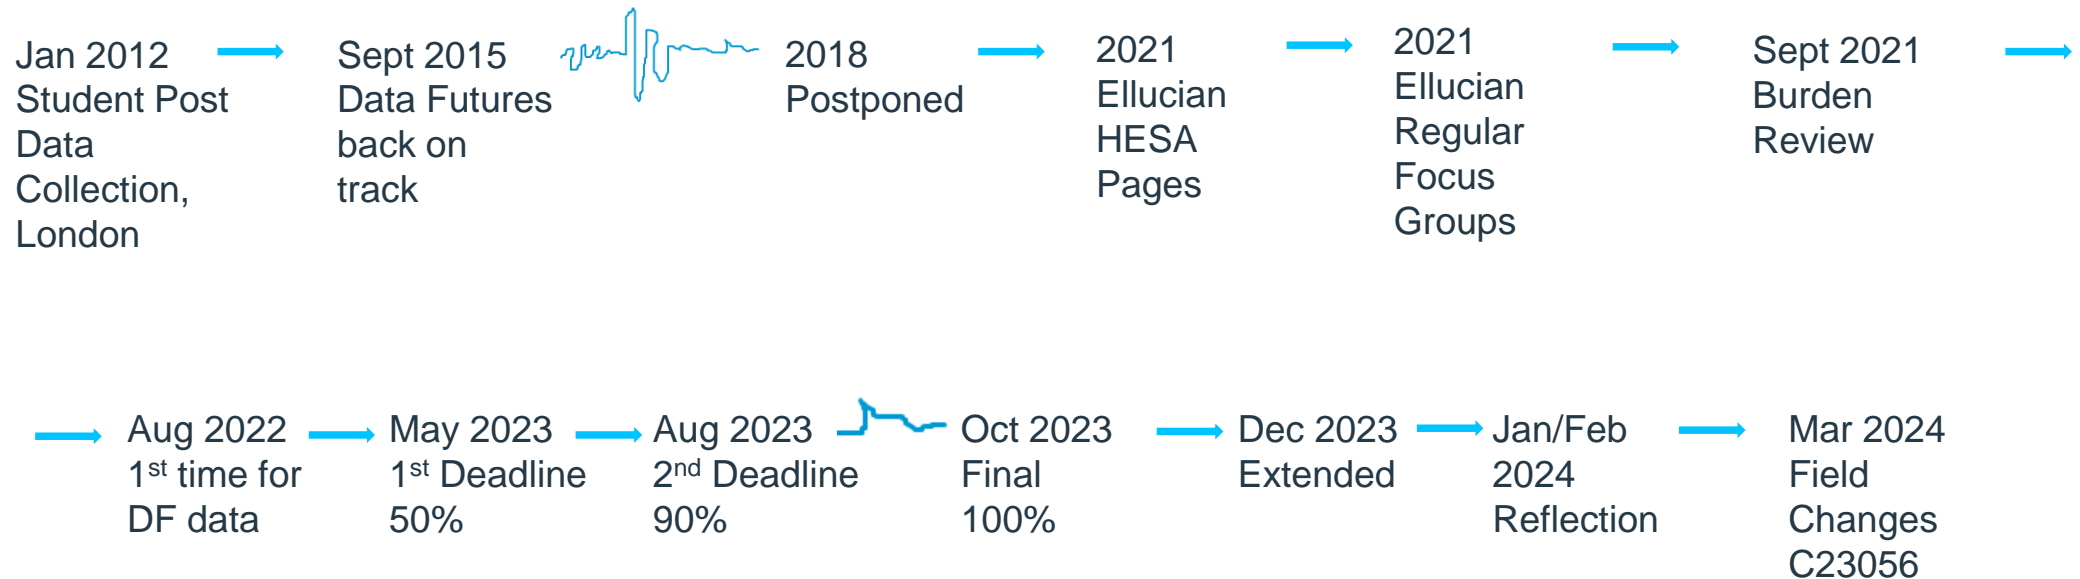 Jan 2012
Student Post
Data
Collection,
London
Sept 2015
Data Futures
back on
track
2018
Postponed
2021
Ellucian
HESA
Pages
2021
Ellucian
Regular
Focus
Groups
Sept 2021
Burden
Review
Aug 2022
1st time for
DF data
May 2023
1st Deadline
50%
Aug 2023
2nd Deadline
90%
Oct 2023
Final
100%
Dec 2023
Extended
Jan/Feb
2024
Reflection
Mar 2024
Field
Changes
C23056